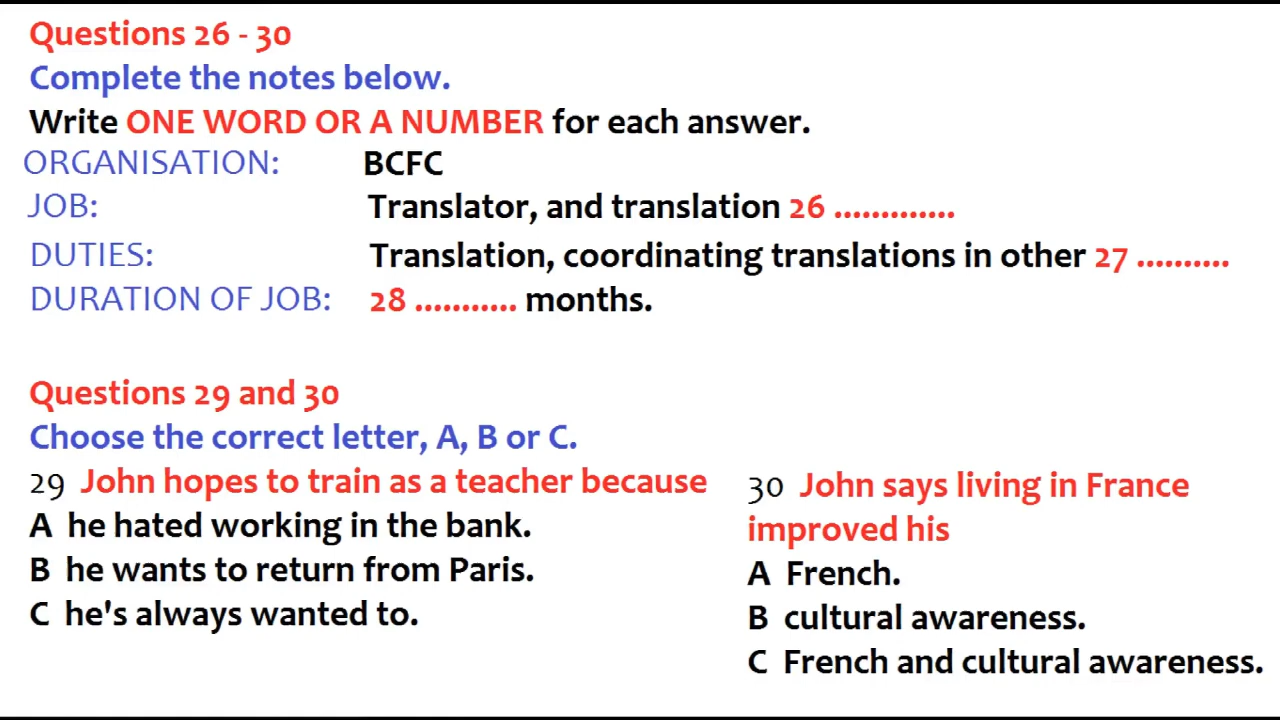 Questions 26 - 30
Complete the notes below.
Write ONE WORD OR A NUMBER for each answer.
ORGANISATION: BCFC
JOB: Translator, and translation 26 .............
DUTIES: Translation, coordinating translations in other 27 ..........
DURATION OF JOB: 28 ........... months.
Questions 29 and 30
Choose the correct letter, A, B or C.
29 John hopes to train as a teacher because
A he hated working in the bank.
B he wants to return from Paris.
C he's always wanted to.
30 John says living in France
improved his
A French.
B cultural awareness.
C French and cultural awareness.